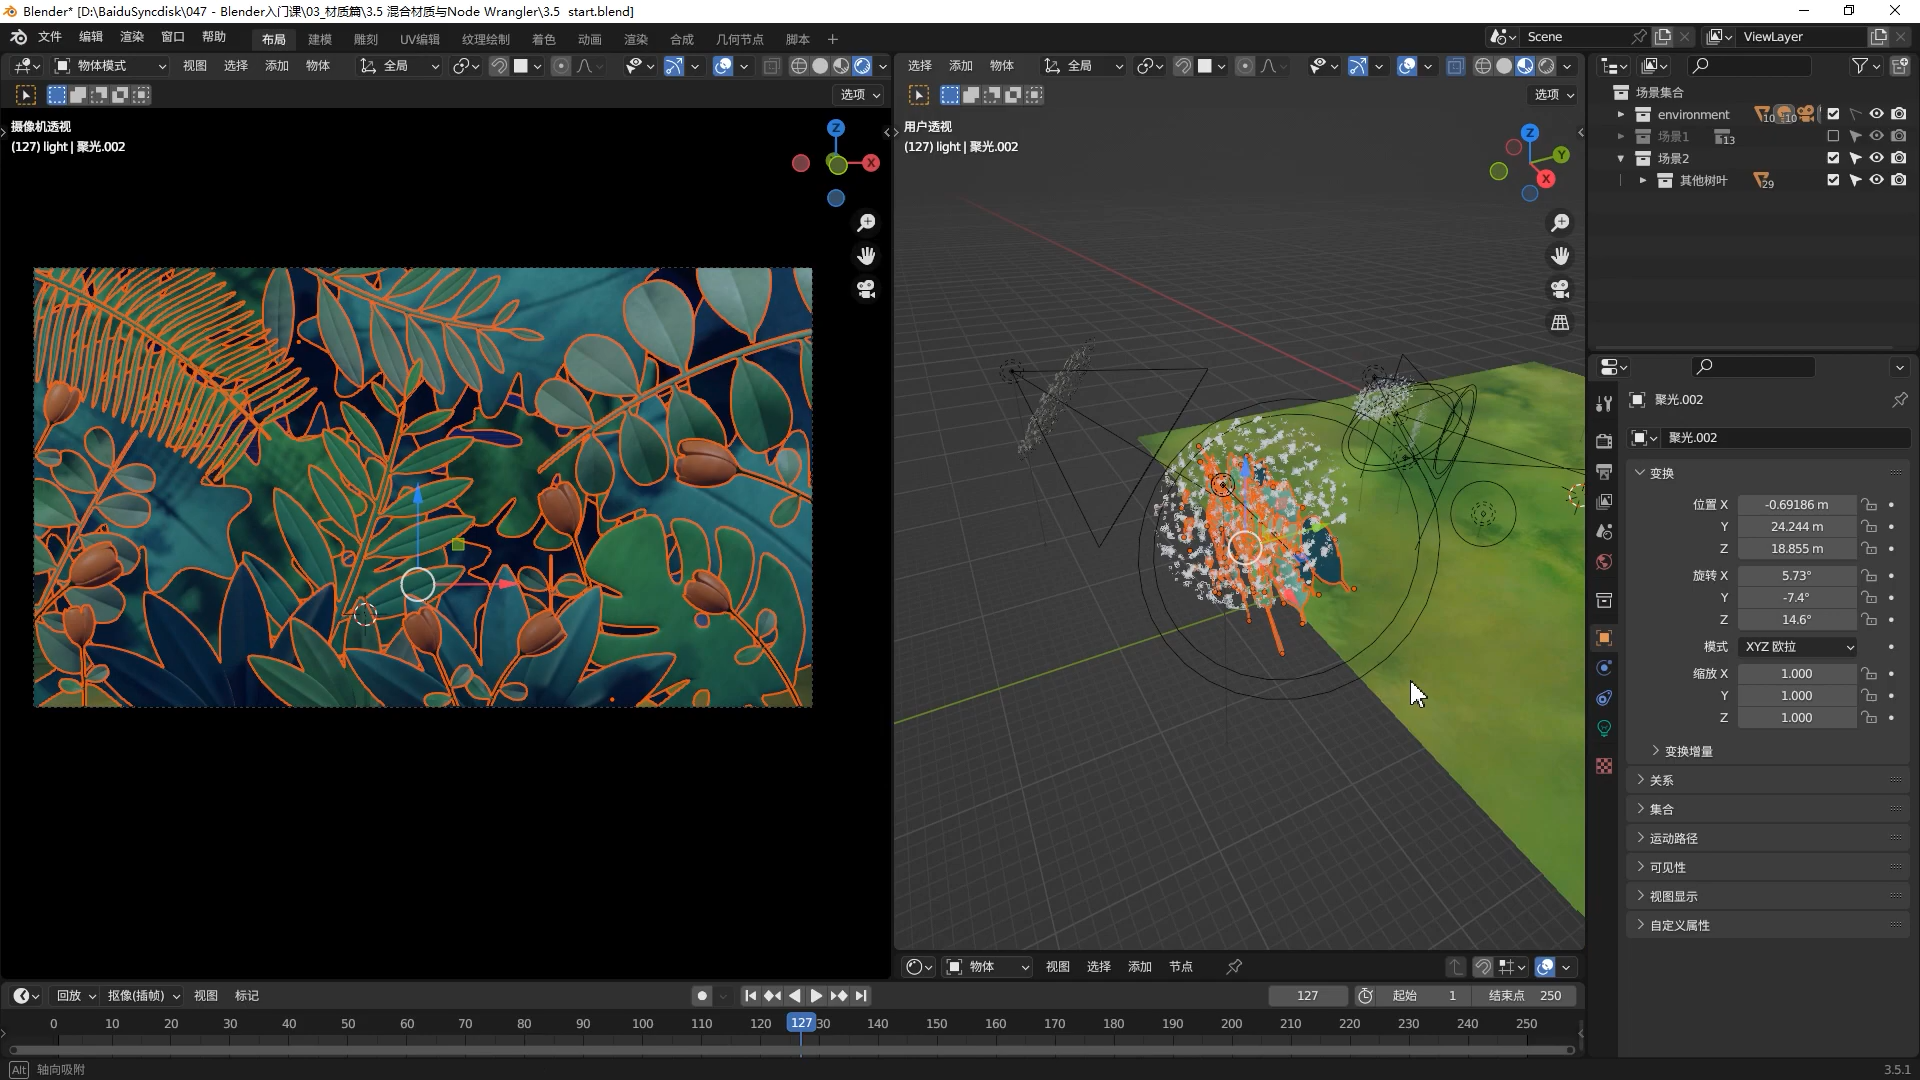 Blender* [D:\BaiduSyncdisk\047 - Blender入门课\03_材质篇\3.5 混合材质与Node Wrangler\3.5  start.blend]
文件 编辑 渲染 窗口 帮助 布局 建模 雕刻 UV编辑 纹理绘制 着色 动画 渲染 合成 几何节点 脚本 + Scene ViewLayer
物体模式 视图 选择 添加 物体 全局
选择 添加 物体 全局
选项
选项
摄像机透视
(127) light | 聚光.002
Z
X
用户透视
(127) light | 聚光.002
Z
Y
X
场景集合
environment 10 10
场景1 13
场景2
其他树叶 29
聚光.002
聚光.002
变换
位置 X -0.69186 m
Y 24.244 m
Z 18.855 m
旋转 X 5.73°
Y -7.4°
Z 14.6°
模式 XYZ 欧拉
缩放 X 1.000
Y 1.000
Z 1.000
变换增量
关系
集合
运动路径
可见性
视图显示
自定义属性
物体 视图 选择 添加 节点
回放 抠像(插帧) 视图 标记 127 起始 1 结束点 250
0 10 20 30 40 50 60 70 80 90 100 110 120 127 30 140 150 160 170 180 190 200 210 220 230 240 250
Alt 轴向吸附 3.5.1